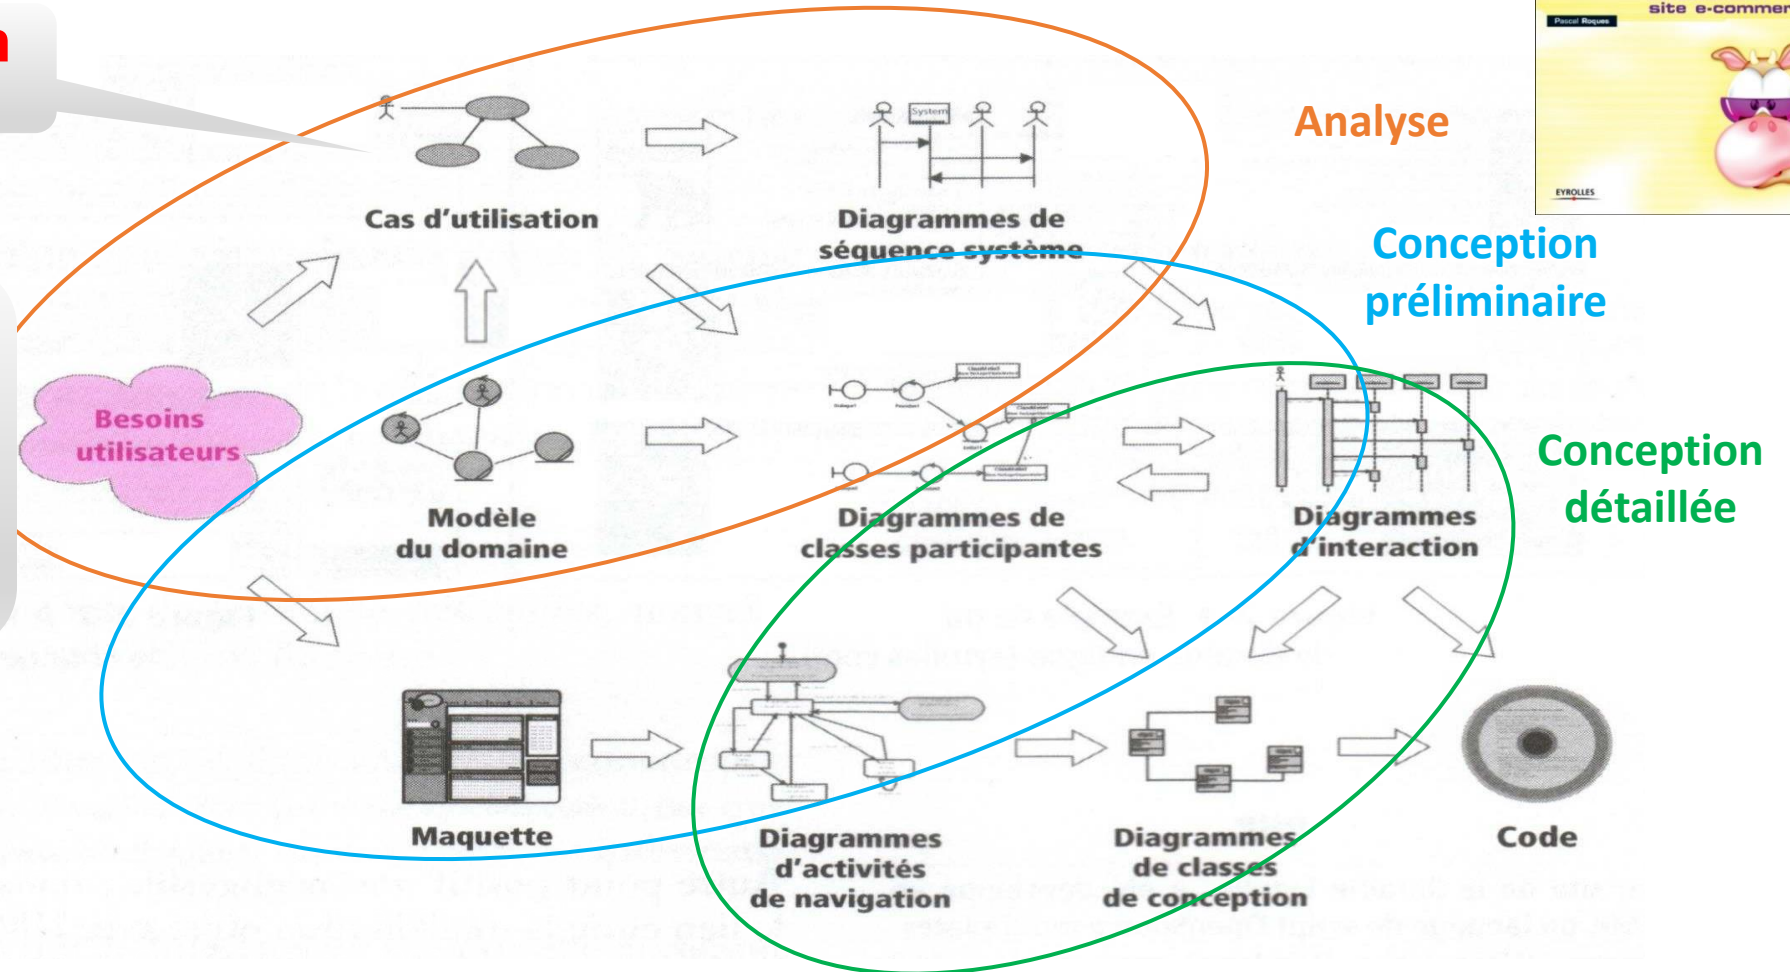 n
site e-commer
Pascal Roques
EYROLLES
Analyse
System
Cas d'utilisation
Diagrammes de
séquence système
Conception
préliminaire
Besoins
utilisateurs
Modèle
du domaine
Diagrammes de
classes participantes
Diagrammes
d'interaction
Conception
détaillée
Maquette
Diagrammes
d'activités
de navigation
Diagrammes
de classes
de conception
Code